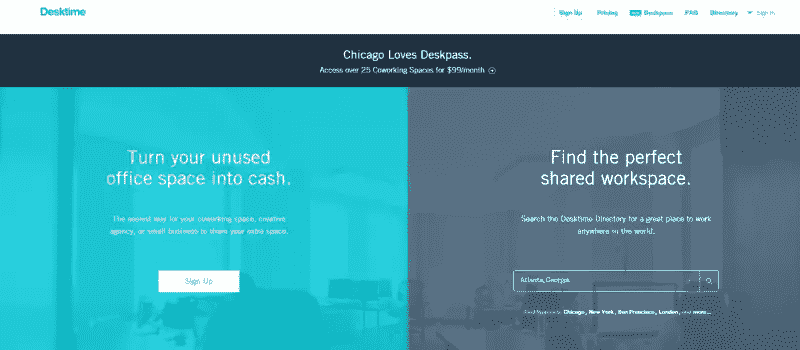 Desktime
Sign Up Pricing Deskpass FAQ Directory Sign In
Chicago Loves Deskpass.
Access over 25 Coworking Spaces for $99/month
Turn your unused
office space into cash.
The easiest way for your coworking space, creative
agency, or small business to share your extra space.
Sign Up
Find the perfect
shared workspace.
Search the Desktime Directory for a great place to work
anywhere in the world.
Atlanta, Georgia
Chicago, New York, San Francisco, London, and more...